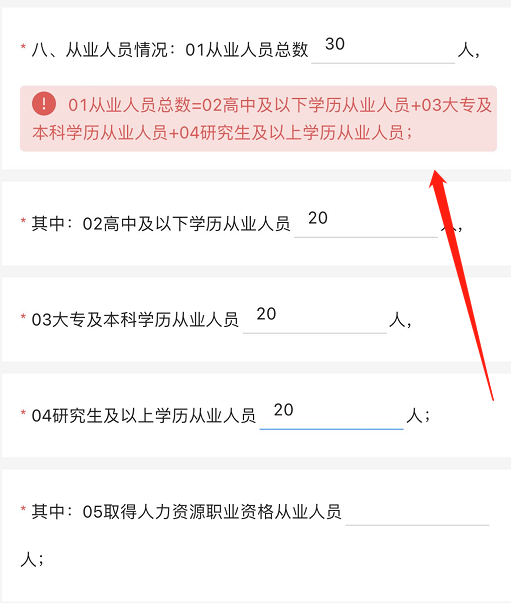 * 八、从业人员情况：01从业人员总数 30 人，
! 01从业人员总数=02高中及以下学历从业人员+03大专及
本科学历从业人员+04研究生及以上学历从业人员；
* 其中：02高中及以下学历从业人员 20 人，
* 03大专及本科学历从业人员 20 人，
* 04研究生及以上学历从业人员 20 人；
* 其中：05取得人力资源职业资格从业人员
人；